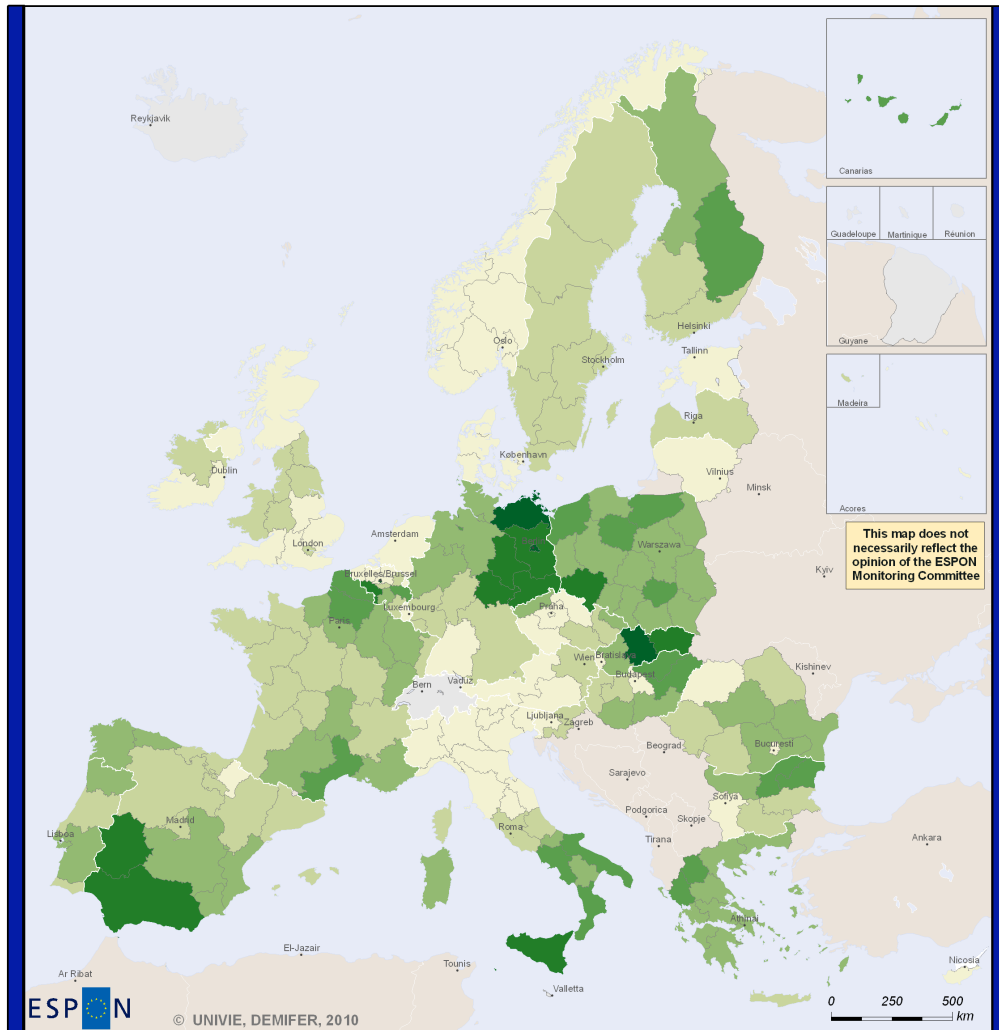 Reykjavik
Canarias
Guadeloupe
Martinique
Réunion
Guyane
Madeira
Acores
This map does not
necessarily reflect the
opinion of the ESPON
Monitoring Committee
Oslo
Helsinki
Tallinn
Stockholm
Riga
København
Vilnius
Minsk
Dublin
London
Amsterdam
Bruxelles/Brussel
Warszawa
Kyiv
Luxembourg
Praha
Paris
Wien
Bratislava
Budapest
Kishinev
Bern
Vaduz
Ljubljana
Zagreb
Beograd
Bucuresti
Sarajevo
Sofiya
Podgorica
Skopje
Tirana
Roma
Madrid
Lisboa
Ankara
Athinai
El-Jazair
Tounis
Ar Ribat
Valletta
Nicosia
ESPON
© UNIVIE, DEMIFER, 2010
0 250 500
km